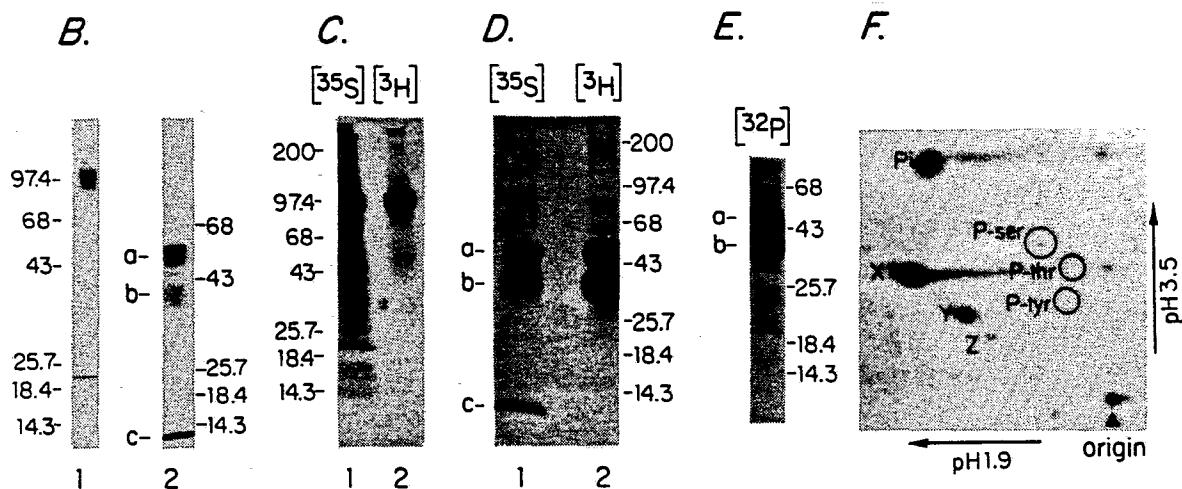 B.
97.4-
68-
43-
25.7-
18.4-
14.3-
1
a-
b-
c-
-68
-43
-25.7
-18.4
-14.3
2
C.
[35S] [3H]
200-
97.4-
68-
43-
25.7-
18.4-
14.3-
1 2
D.
[35S] [3H]
a-
b-
c-
-200
-97.4
-68
-43
-25.7
-18.4
-14.3
1 2
E.
[32P]
a-
b-
-68
-43
-25.7
-18.4
-14.3
F.
Pi
P-ser
X
P-thr
P-tyr
Y
Z
origin
pH1.9
pH3.5